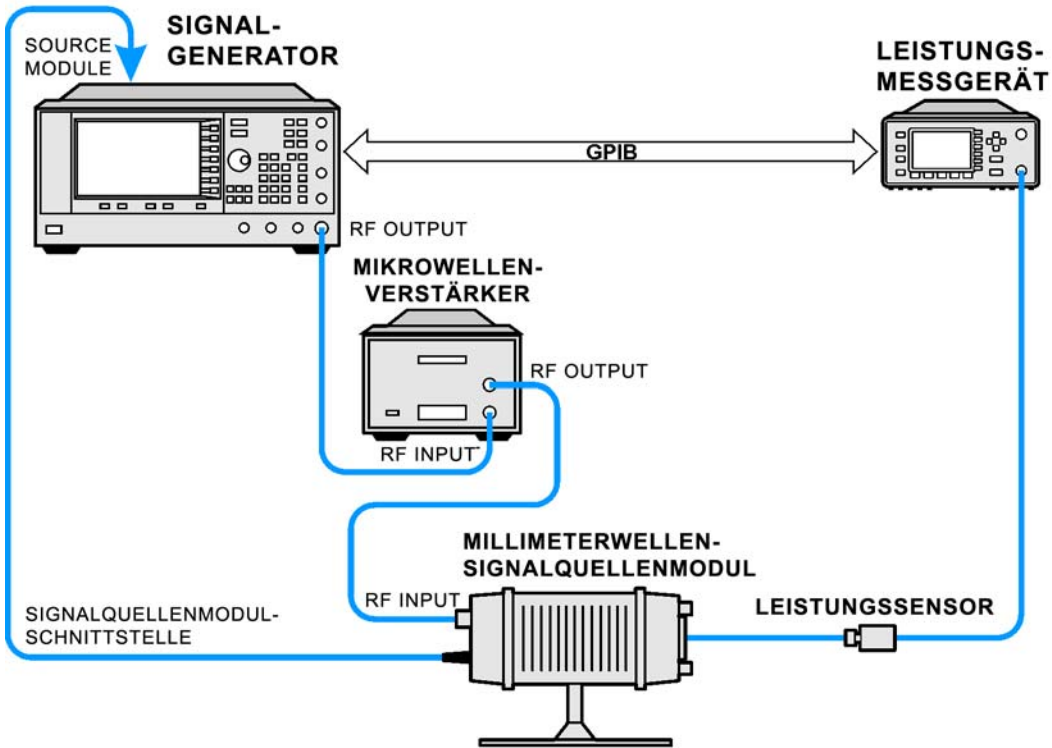 SIGNAL-
GENERATOR
SOURCE
MODULE
LEISTUNGS-
MESSGERÄT
GPIB
RF OUTPUT
MIKROWELLEN-
VERSTÄRKER
RF OUTPUT
RF INPUT
MILLIMETERWELLEN-
SIGNALQUELLENMODUL
RF INPUT
LEISTUNGSSENSOR
SIGNALQUELLENMODUL-
SCHNITTSTELLE